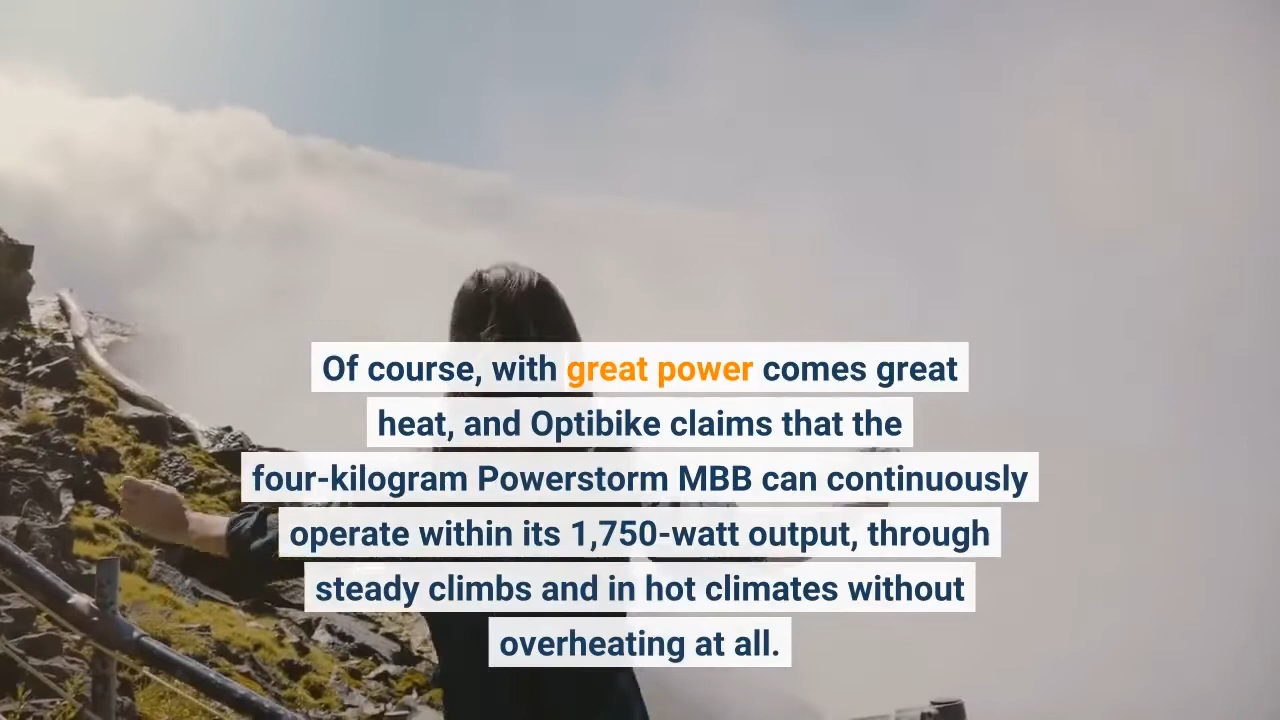 Of course, with great power comes great
heat, and Optibike claims that the
four-kilogram Powerstorm MBB can continuously
operate within its 1,750-watt output, through
steady climbs and in hot climates without
overheating at all.